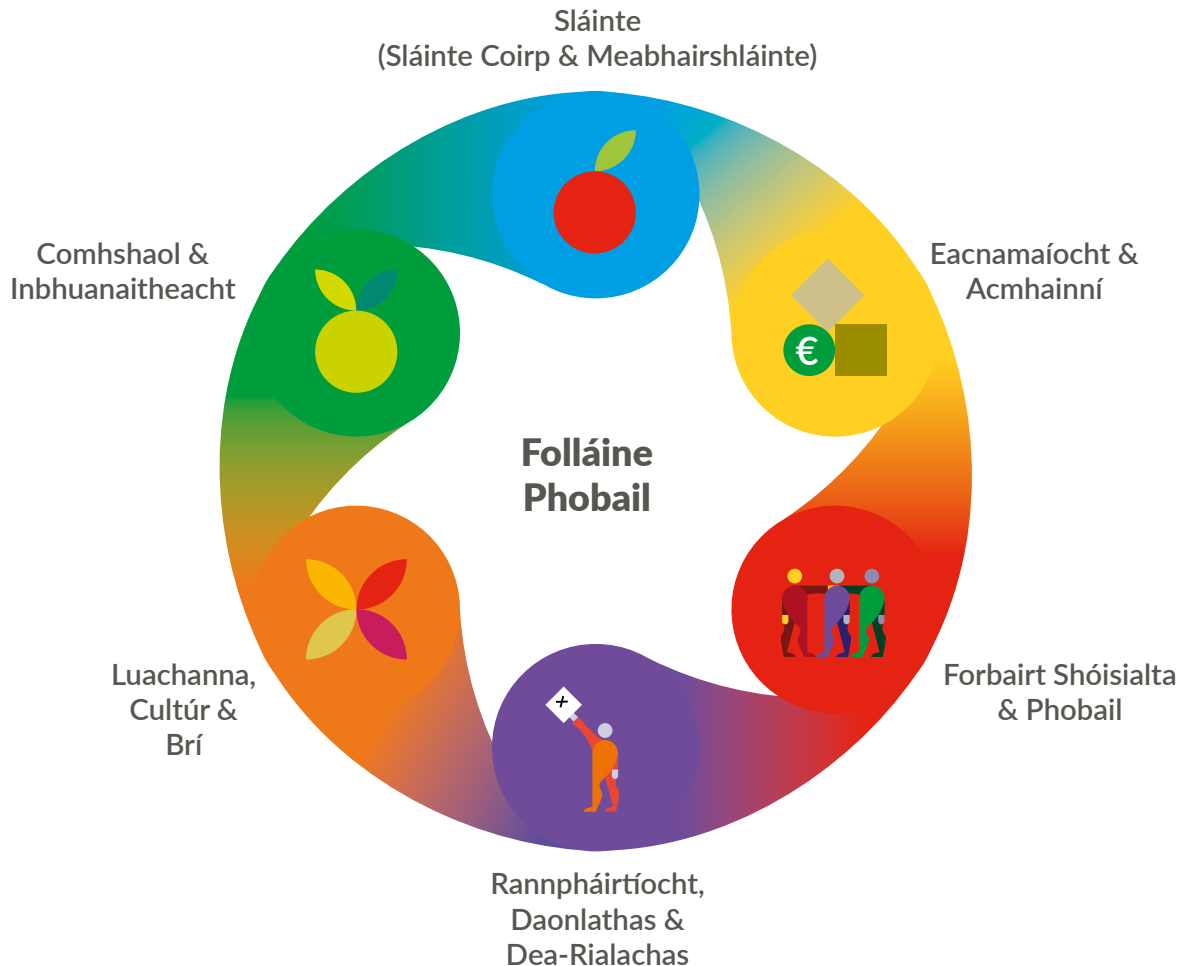 Sláinte
(Sláinte Coirp & Meabhairshláinte)
Comhshaol &
Inbhuanaitheacht
Eacnamaíocht &
Acmhainní
€
Folláine
Phobail
Luachanna,
Cultúr &
Brí
Forbairt Shóisialta
& Phobail
Rannpháirtíocht,
Daonlathas &
Dea-Rialachas